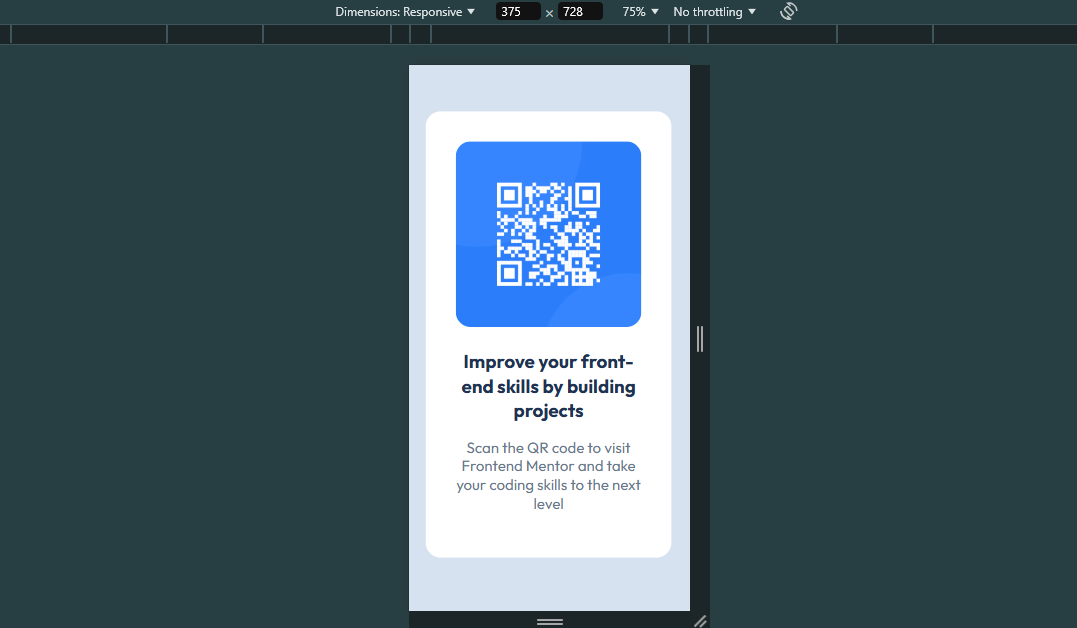 Dimensions: Responsive 375 × 728 75% No throttling
Improve your front-
end skills by building
projects
Scan the QR code to visit
Frontend Mentor and take
your coding skills to the next
level